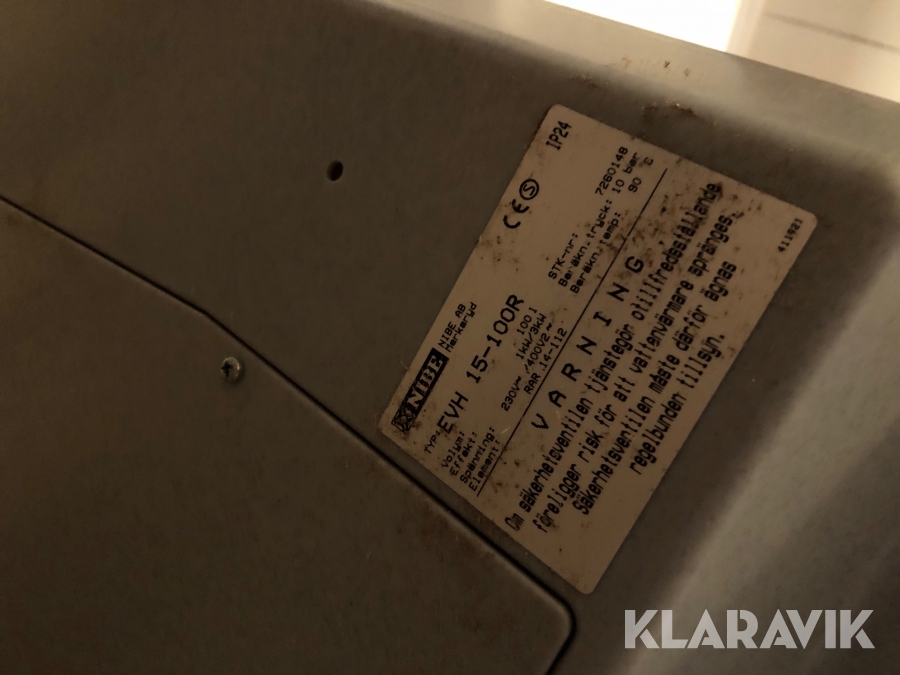 NIBE
NIBE AB
Markaryd
CE S
IP24
TYP: EVH 15-100R
Volym: 100 l
Effekt: 1kW/3kW
Spänning: 230V~ /400V2~
Element: RAR 14-112
STK-nr: 7260148
Beräkn.tryck: 10 bar
Beräkn.temp: 90 °C
VARNING
Om säkerhetsventilen tjänstegör otillfredsställande
föreligger risk för att vattenvärmare spränges.
Säkerhetsventilen måste därför ägnas
regelbunden tillsyn.
411921
KLARAVIK